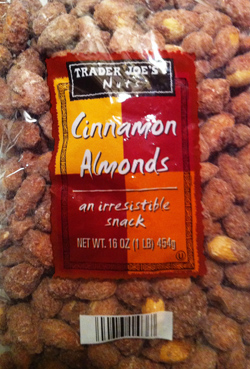 TRADER JOE'S
Nuts
Cinnamon
Almonds
an irresistible
snack
NET WT. 16 OZ (1 LB) 454g